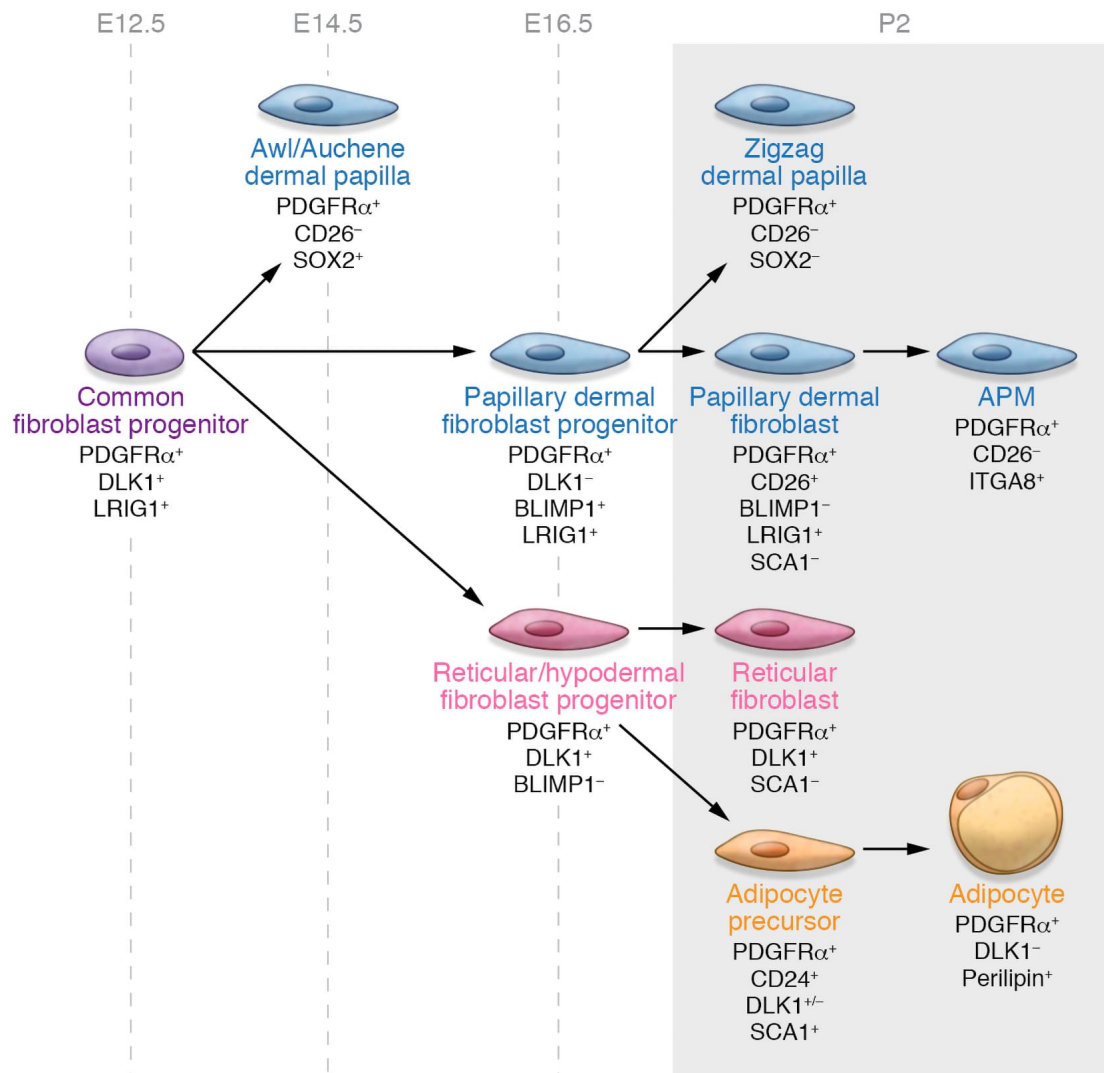 E12.5
E14.5
E16.5
P2
Awl/Auchene
dermal papilla
PDGFRα⁺
CD26⁻
SOX2⁺
Zigzag
dermal papilla
PDGFRα⁺
CD26⁻
SOX2⁻
Common
fibroblast progenitor
PDGFRα⁺
DLK1⁺
LRIG1⁺
Papillary dermal
fibroblast progenitor
PDGFRα⁺
DLK1⁻
BLIMP1⁺
LRIG1⁺
Papillary dermal
fibroblast
PDGFRα⁺
CD26⁺
BLIMP1⁻
LRIG1⁺
SCA1⁻
APM
PDGFRα⁺
CD26⁻
ITGA8⁺
Reticular/hypodermal
fibroblast progenitor
PDGFRα⁺
DLK1⁺
BLIMP1⁻
Reticular
fibroblast
PDGFRα⁺
DLK1⁺
SCA1⁻
Adipocyte
precursor
PDGFRα⁺
CD24⁺
DLK1⁺/⁻
SCA1⁺
Adipocyte
PDGFRα⁺
DLK1⁻
Perilipin⁺